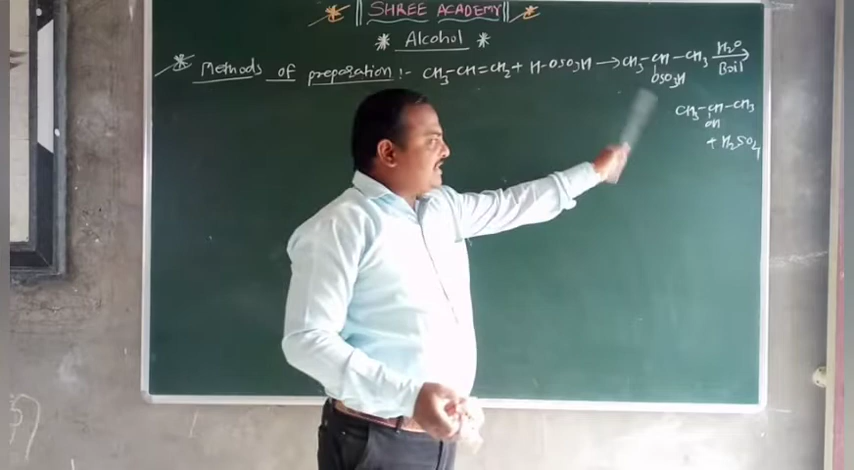 SHREE ACADEMY
Alcohol
Methods of preparation :- CH3-CH=CH2 + H-OSO3H → CH3-CH-CH3 H2O
OSO3H Boil
CH3-CH-CH3
OH
+ H2SO4